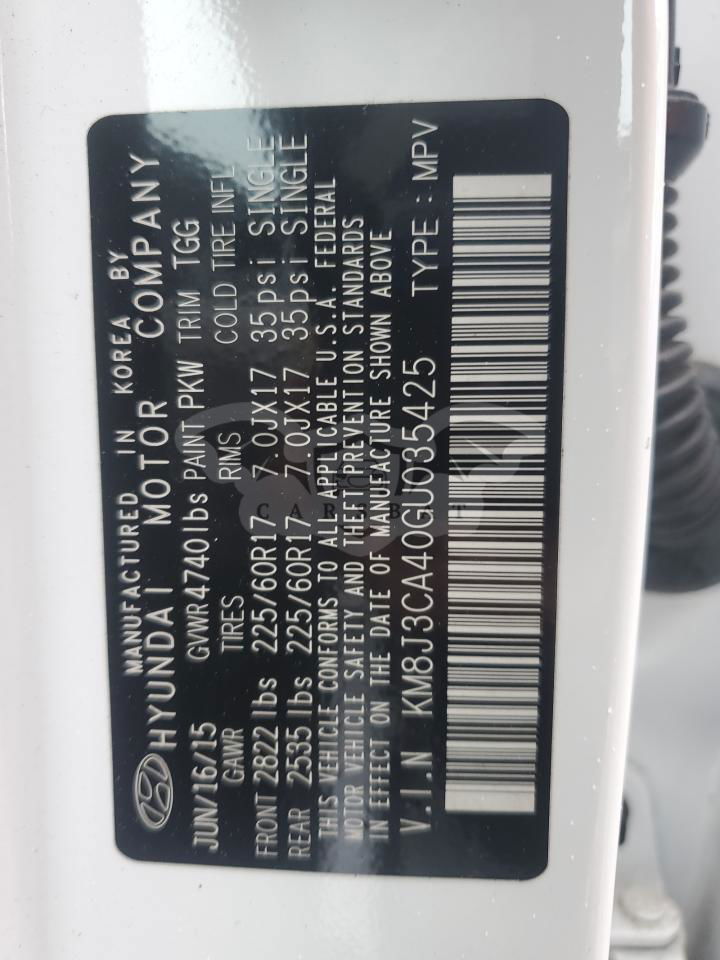 MANUFACTURED IN KOREA BY
HYUNDAI MOTOR COMPANY
JUN/16/15 GVWR4740lbs PAINT PKW TRIM TGG
GAWR TIRES RIMS COLD TIRE INFL
FRONT 2822 lbs 225/60R17 7.0JX17 35psi SINGLE
REAR 2535 lbs 225/60R17 7.0JX17 35psi SINGLE
THIS VEHICLE CONFORMS TO ALL APPLICABLE U.S.A. FEDERAL
MOTOR VEHICLE SAFETY AND THEFT PREVENTION STANDARDS
IN EFFECT ON THE DATE OF MANUFACTURE SHOWN ABOVE
V.I.N KM8J3CA40GU035425 TYPE : MPV